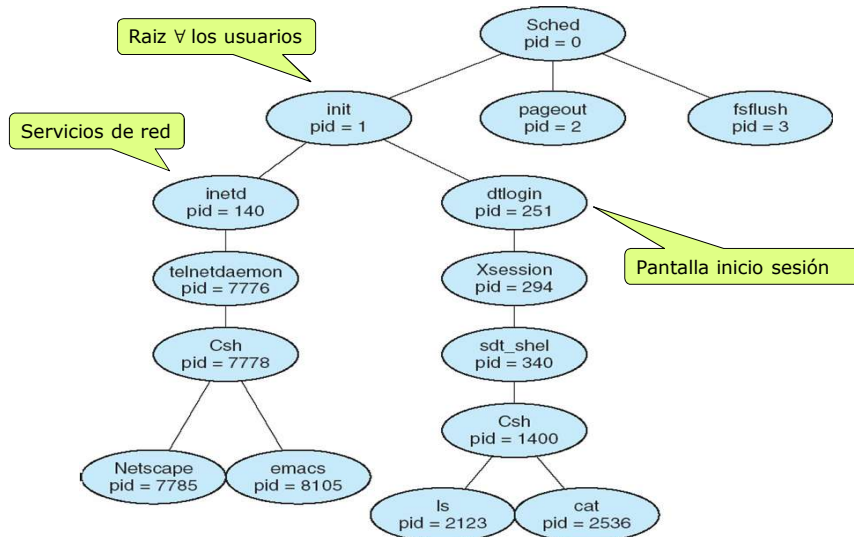 Sched
pid = 0
Raiz ∀ los usuarios
init
pid = 1
pageout
pid = 2
fsflush
pid = 3
Servicios de red
inetd
pid = 140
dtlogin
pid = 251
Pantalla inicio sesión
telnetdaemon
pid = 7776
Xsession
pid = 294
Csh
pid = 7778
sdt_shel
pid = 340
Csh
pid = 1400
Netscape
pid = 7785
emacs
pid = 8105
ls
pid = 2123
cat
pid = 2536